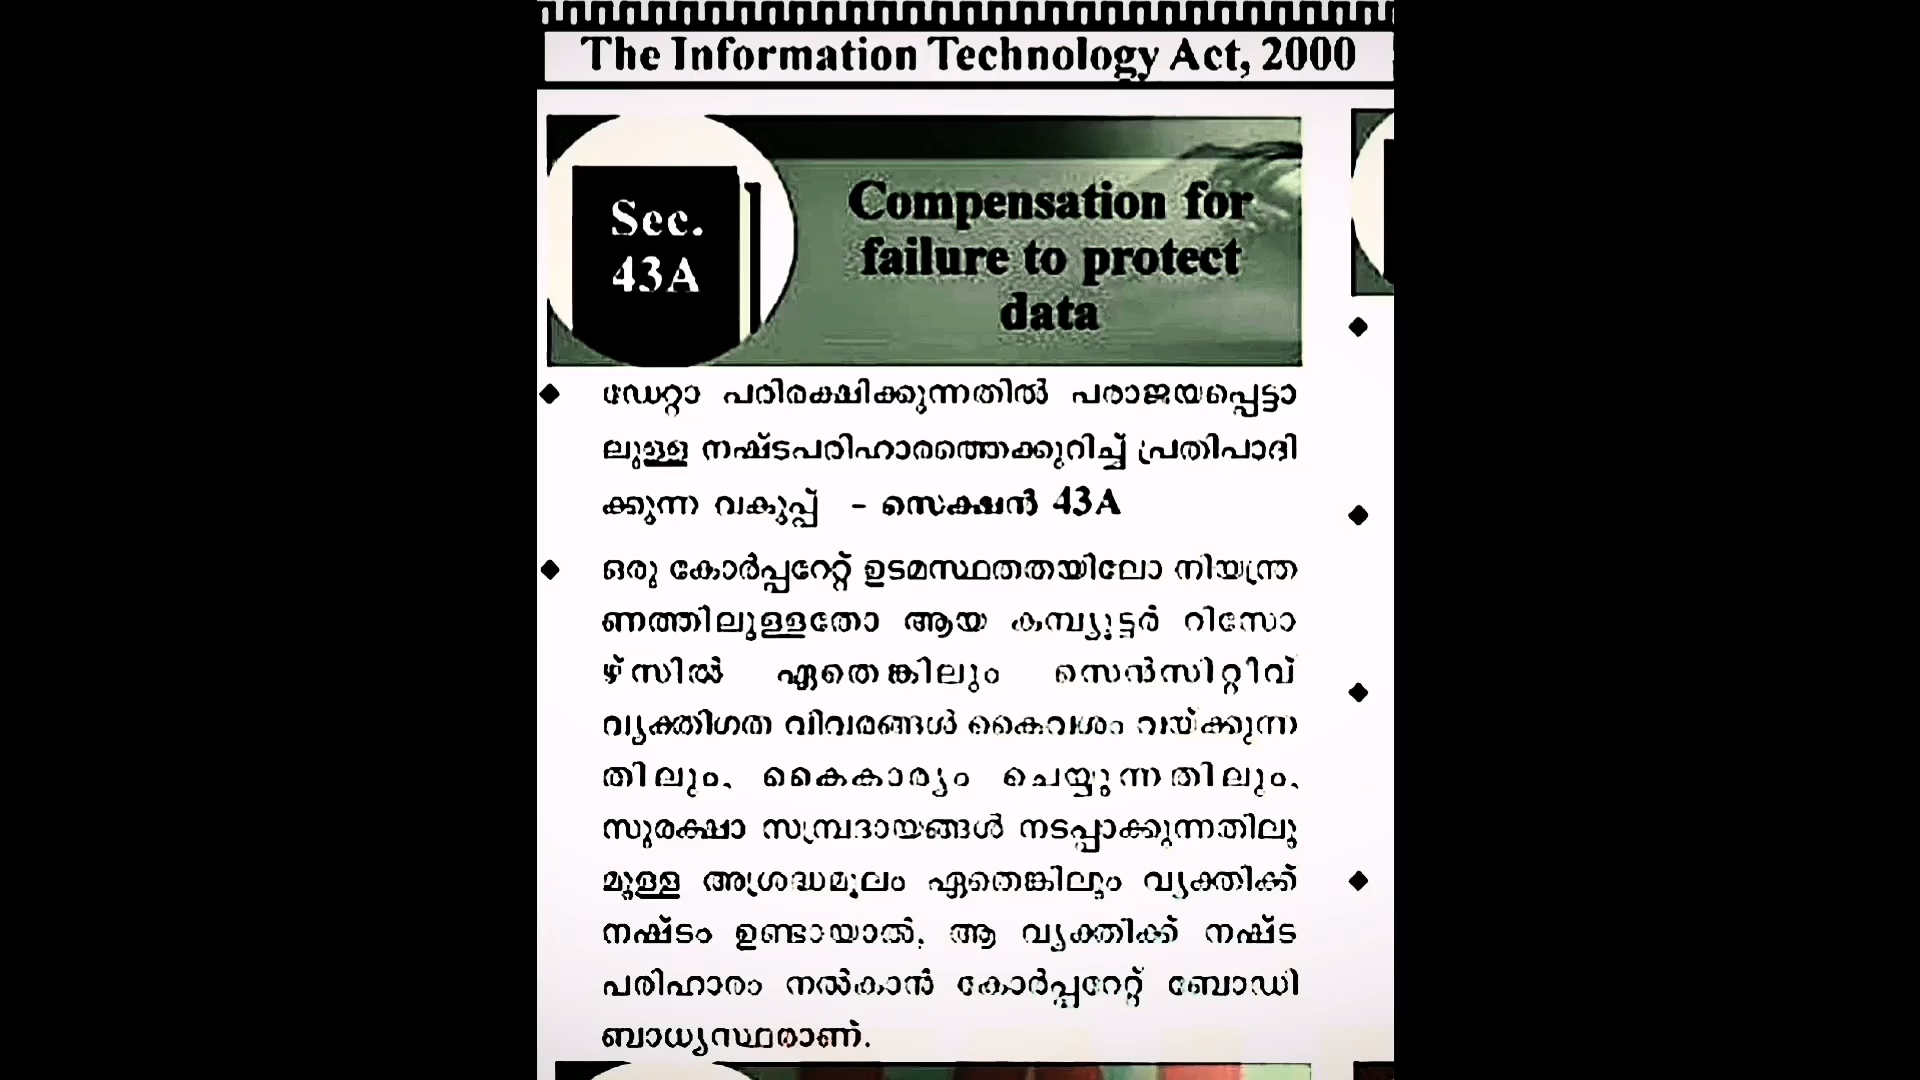 The Information Technology Act, 2000
Sec.
43A
Compensation for
failure to protect
data
ഡേറ്റാ പരിരക്ഷിക്കുന്നതിൽ പരാജയപ്പെട്ടാ
ലുള്ള നഷ്ടപരിഹാരത്തെക്കുറിച്ച് പ്രതിപാദി
ക്കുന്ന വകുപ്പ് - സെക്ഷൻ 43A
ഒരു കോർപ്പറേറ്റ് ഉടമസ്ഥതതയിലോ നിയന്ത്ര
ണത്തിലുള്ളതോ ആയ കമ്പ്യൂട്ടർ റിസോ
ഴ്സിൽ ഏതെങ്കിലും സെൻസിറ്റീവ്
വ്യക്തിഗത വിവരങ്ങൾ കൈവശം വയ്ക്കുന്ന
തിലും, കൈകാര്യം ചെയ്യുന്നതിലും,
സുരക്ഷാ സമ്പ്രദായങ്ങൾ നടപ്പാക്കുന്നതിലു
മുള്ള അശ്രദ്ധമൂലം ഏതെങ്കിലും വ്യക്തിക്ക്
നഷ്ടം ഉണ്ടായാൽ, ആ വ്യക്തിക്ക് നഷ്ട
പരിഹാരം നൽകാൻ കോർപ്പറേറ്റ് ബോഡി
ബാധ്യസ്ഥരാണ്.